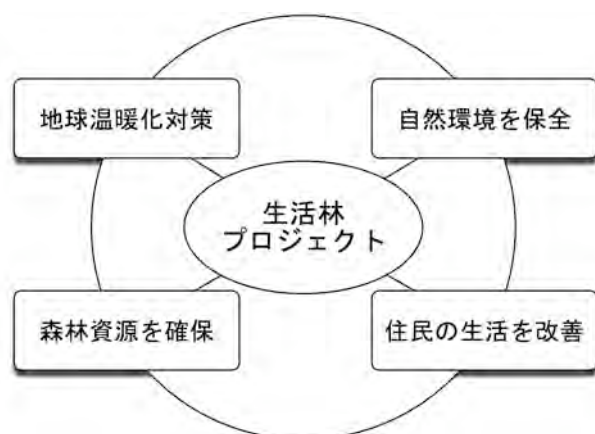 地球温暖化対策
自然環境を保全
生活林
プロジェクト
森林資源を確保
住民の生活を改善